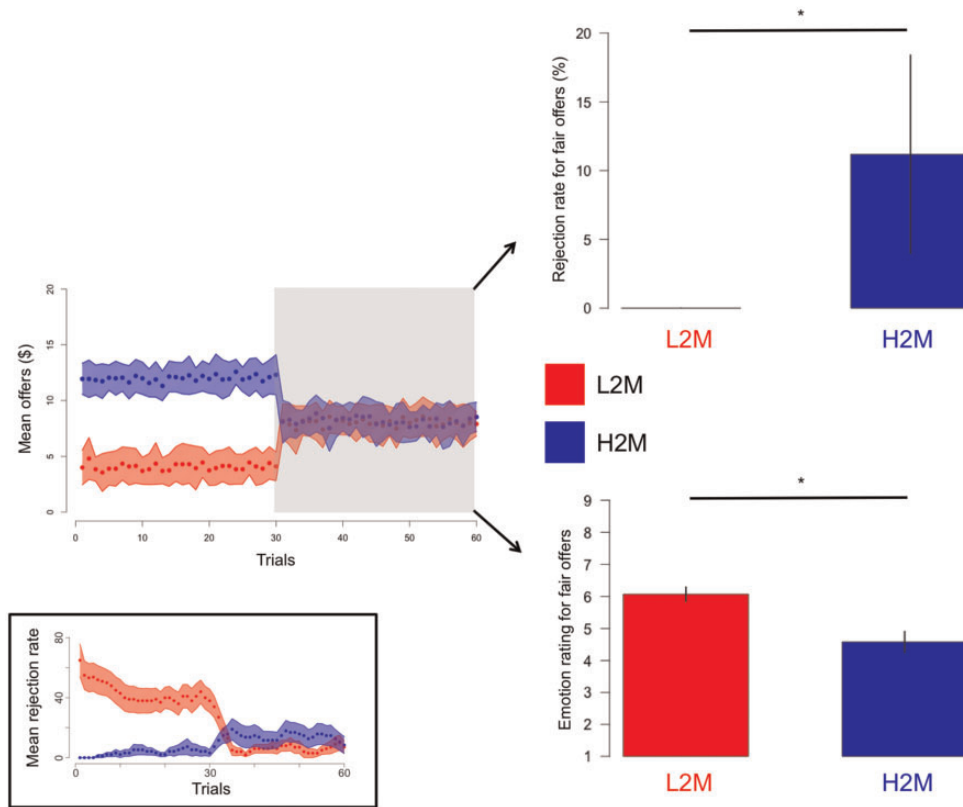 *
Rejection rate for fair offers (%)
20
15
10
5
0
L2M
H2M
Mean offers ($)
20
15
10
5
0
0
10
20
30
40
50
60
Trials
L2M
H2M
*
Emotion rating for fair offers
9
8
7
6
5
4
3
2
1
L2M
H2M
Mean rejection rate
80
40
0
0
30
60
Trials